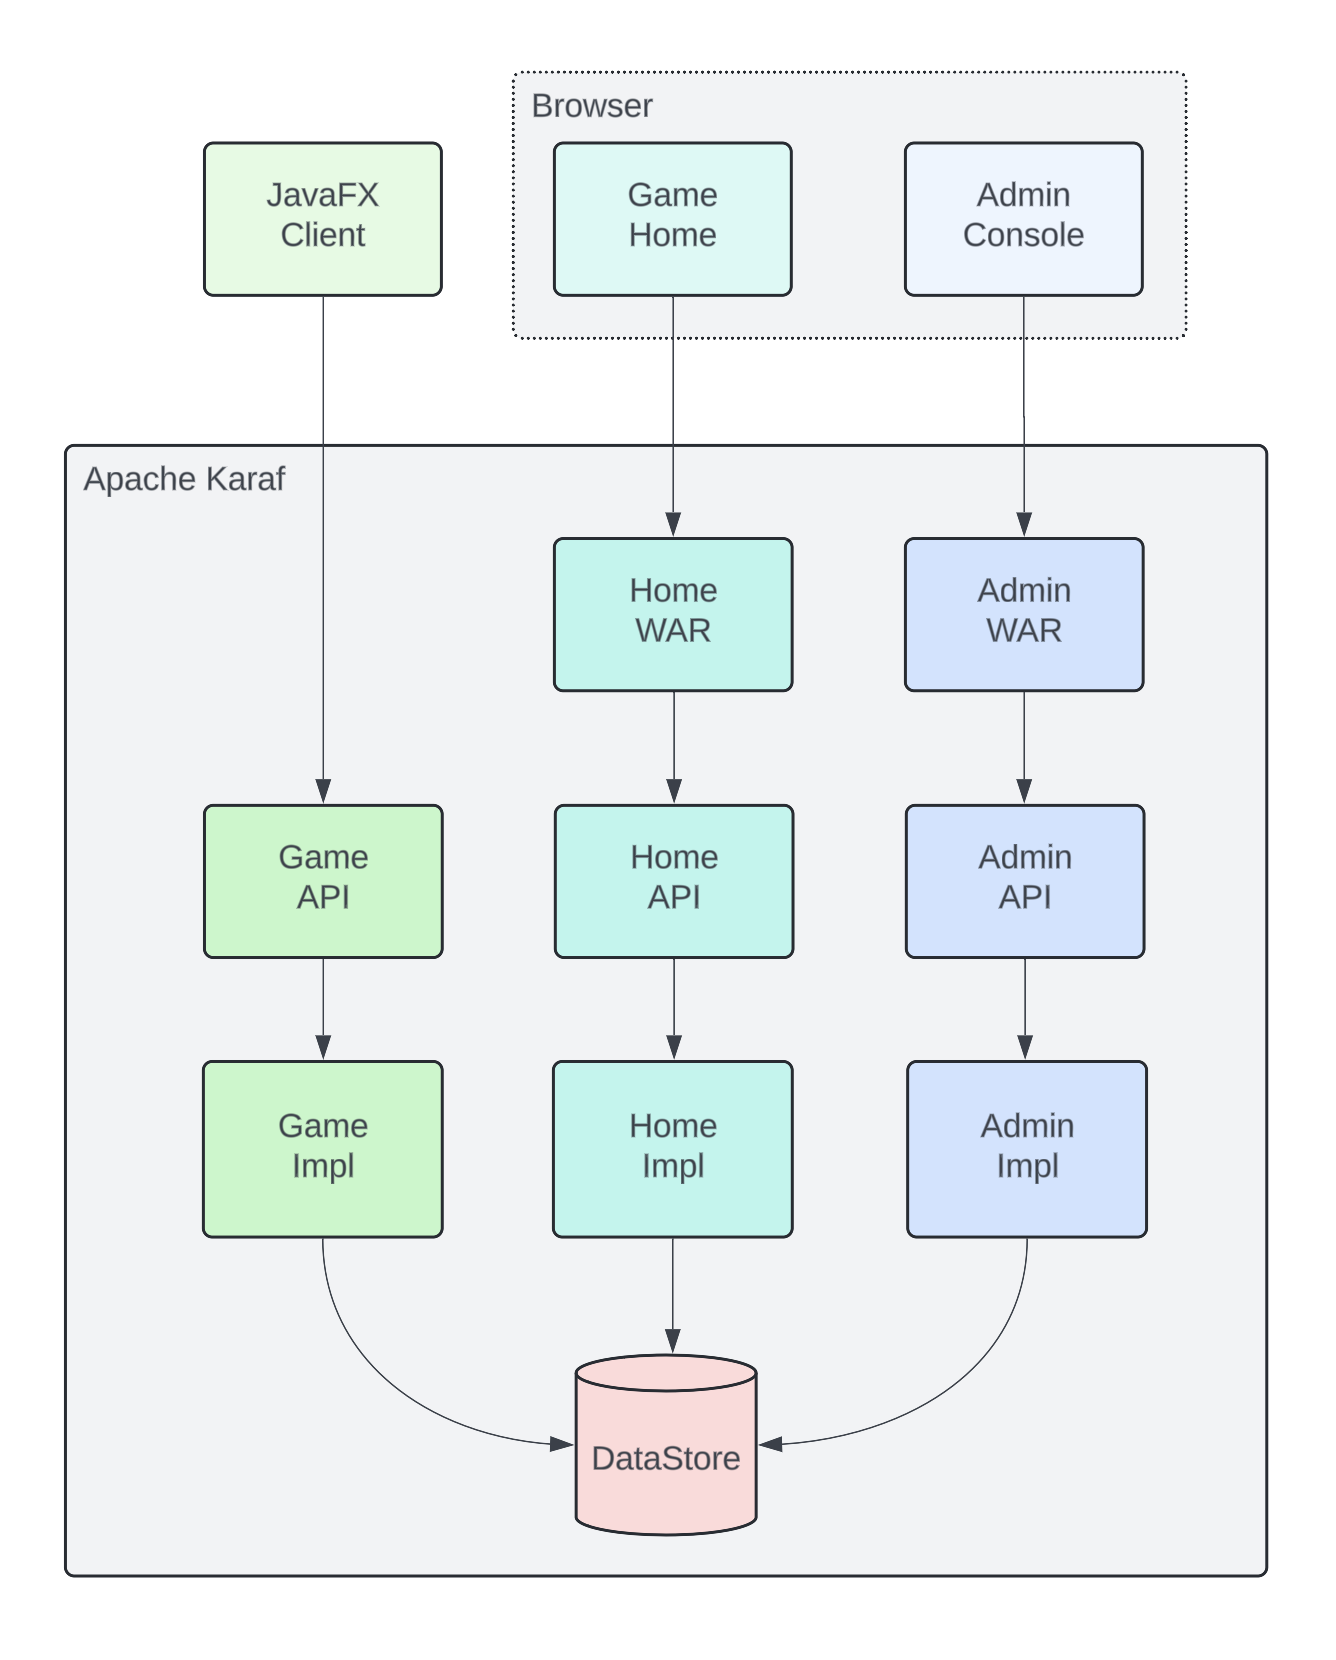 Browser
JavaFX
Client
Game
Home
Admin
Console
Apache Karaf
Home
WAR
Admin
WAR
Game
API
Home
API
Admin
API
Game
Impl
Home
Impl
Admin
Impl
DataStore